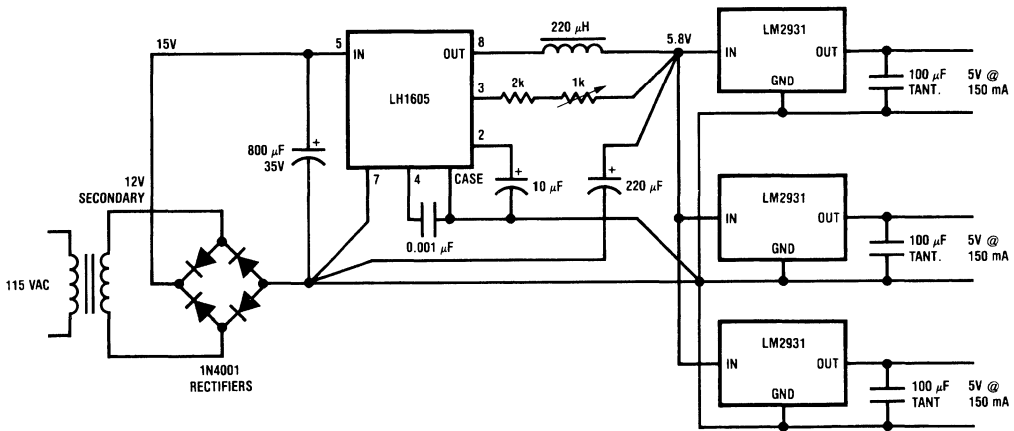 15V
5
IN
OUT
8
220 μH
5.8V
LH1605
3
2k
1k
2
800 μF
35V
+
7
4
CASE
+
10 μF
+
220 μF
0.001 μF
12V
SECONDARY
115 VAC
1N4001
RECTIFIERS
LM2931
IN
OUT
GND
100 μF
TANT.
5V @
150 mA
LM2931
IN
OUT
GND
100 μF
TANT.
5V @
150 mA
LM2931
IN
OUT
GND
100 μF
TANT
5V @
150 mA